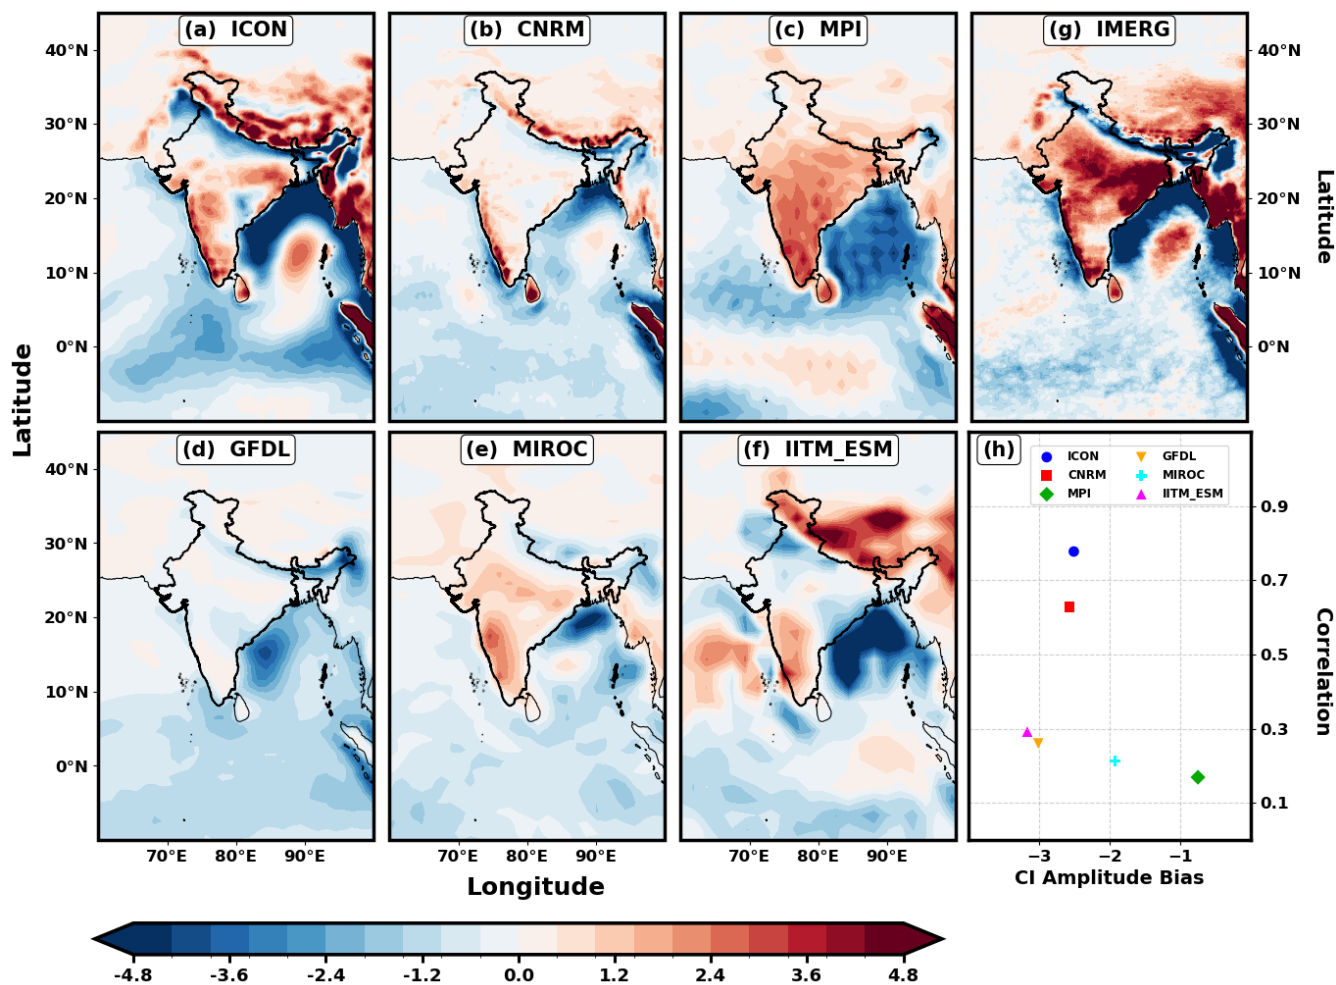 (a) ICON
(b) CNRM
(c) MPI
(g) IMERG
40°N
30°N
20°N
10°N
0°N
40°N
30°N
20°N
10°N
0°N
Latitude
Latitude
(d) GFDL
(e) MIROC
(f) IITM_ESM
(h)
ICON
CNRM
MPI
GFDL
MIROC
IITM_ESM
40°N
30°N
20°N
10°N
0°N
0.9
0.7
0.5
0.3
0.1
Correlation
70°E 80°E 90°E
70°E 80°E 90°E
70°E 80°E 90°E
−3 −2 −1
Longitude
CI Amplitude Bias
-4.8 -3.6 -2.4 -1.2 0.0 1.2 2.4 3.6 4.8